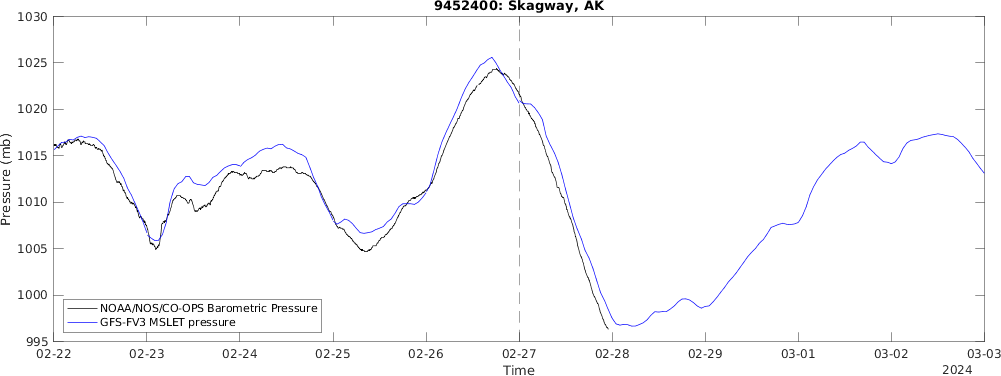 9452400: Skagway, AK
1030
1025
1020
1015
1010
1005
1000
995
Pressure (mb)
NOAA/NOS/CO-OPS Barometric Pressure
GFS-FV3 MSLET pressure
02-22 02-23 02-24 02-25 02-26 02-27 02-28 02-29 03-01 03-02 03-03
Time
2024